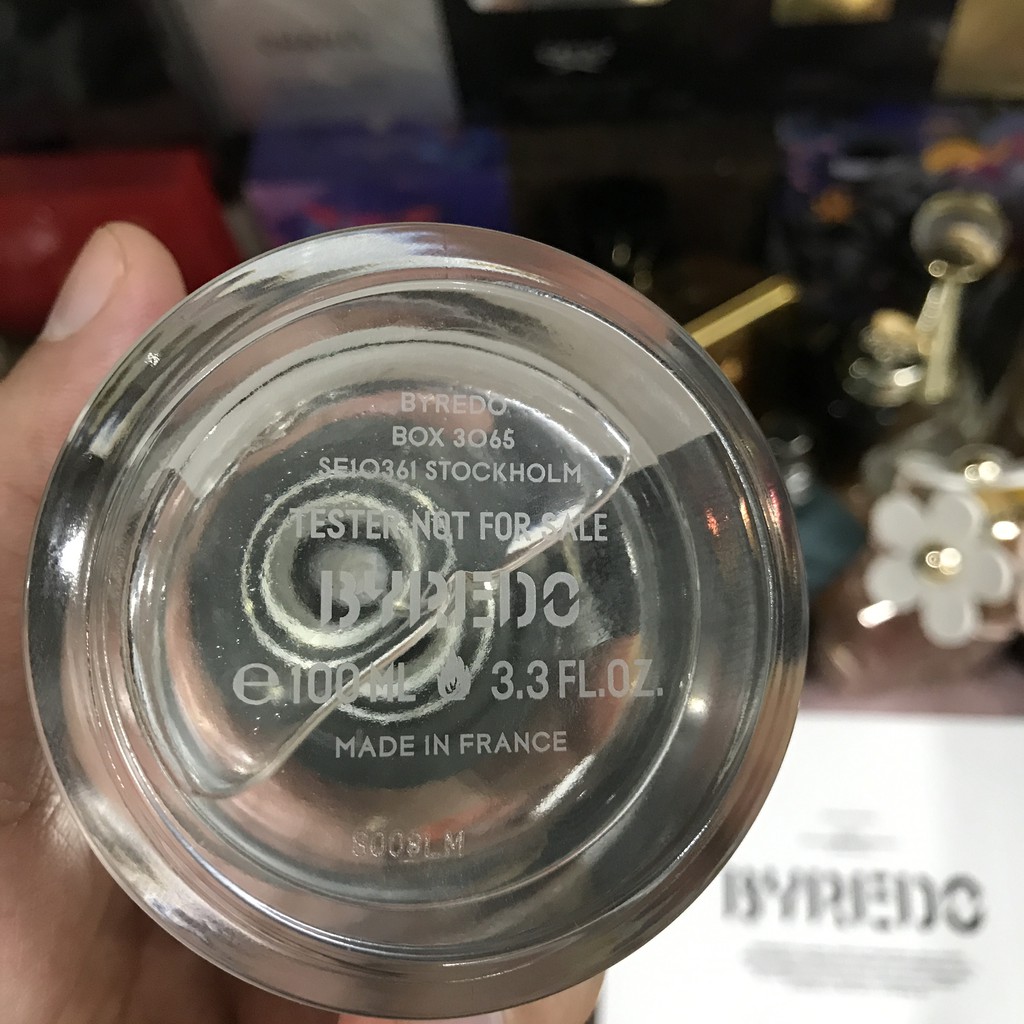 BYREDO
BOX 3065
SE10361 STOCKHOLM
TESTER-NOT FOR SALE
BYREDO
℮ 100 ML 3.3 FL.OZ.
MADE IN FRANCE
8009LM
BYREDO